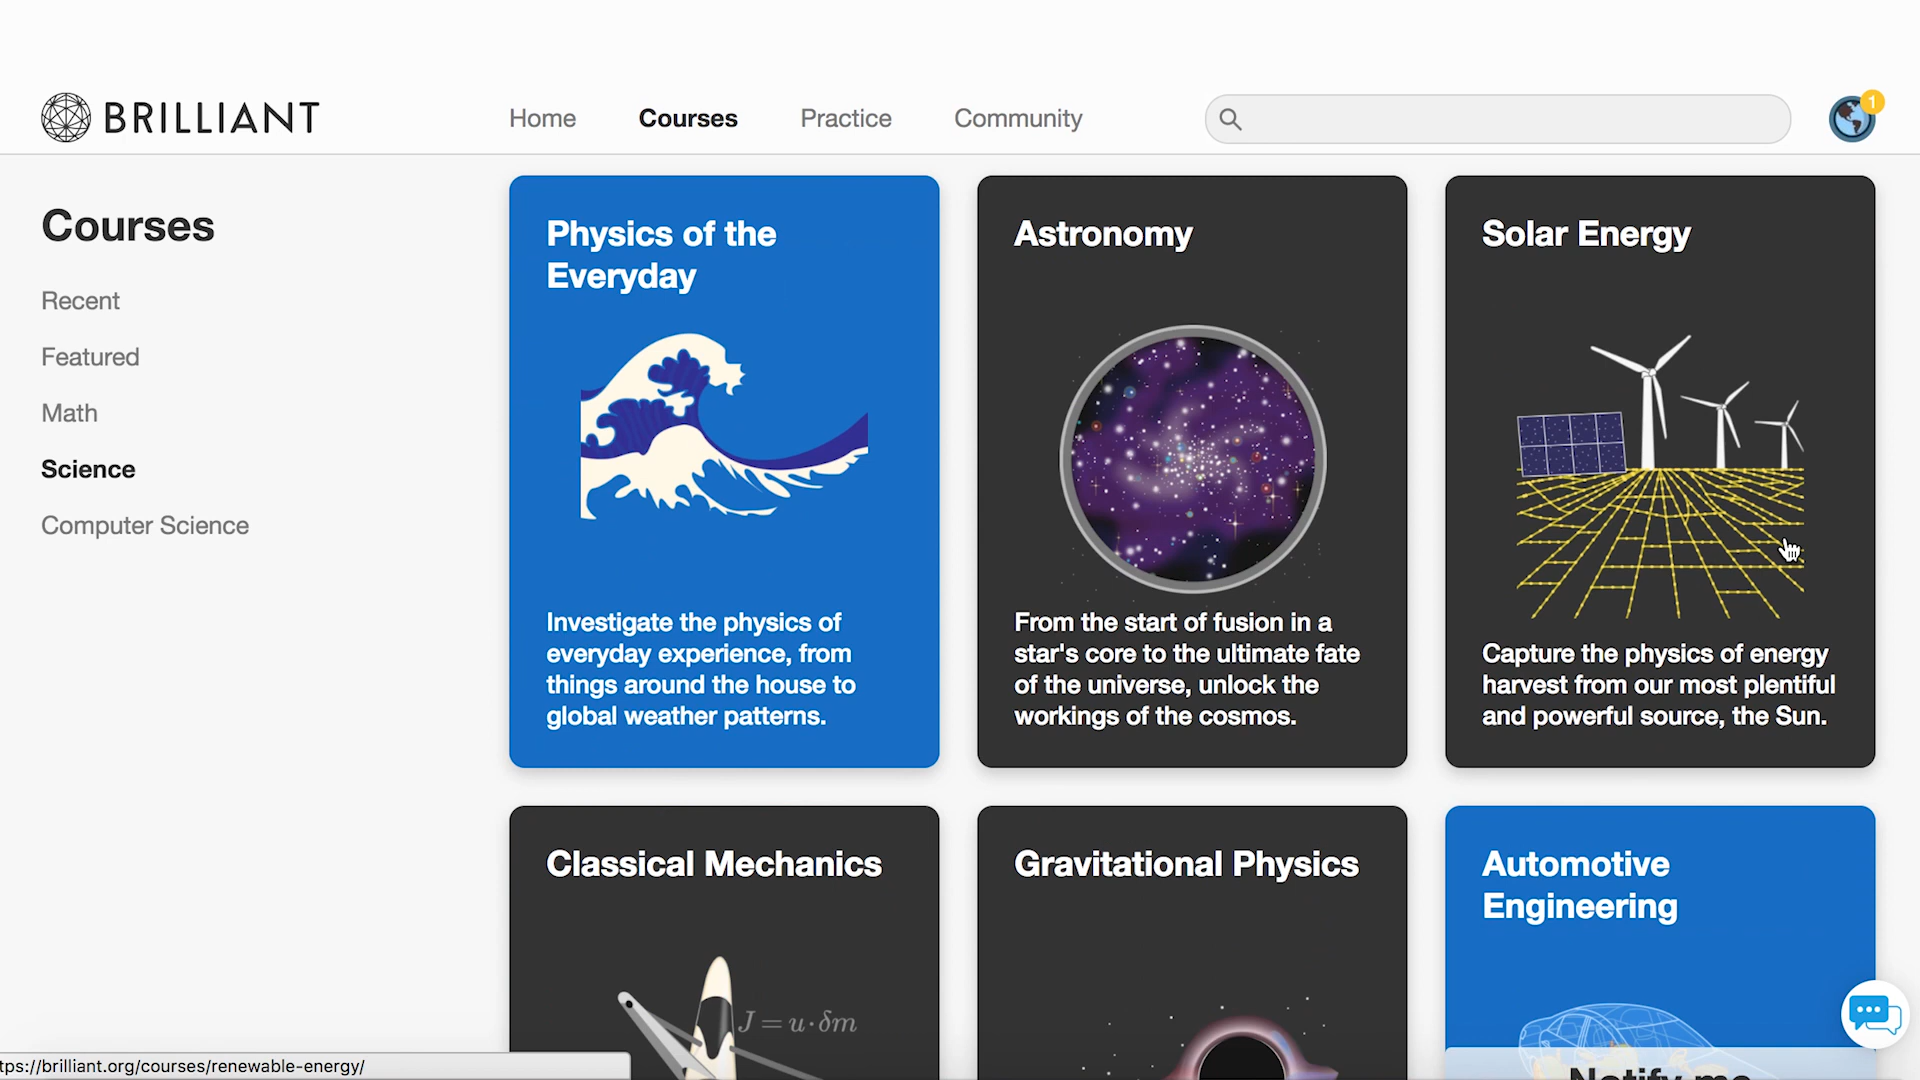 BRILLIANT
Home
Courses
Practice
Community
1
Courses
Recent
Featured
Math
Science
Computer Science
Physics of the
Everyday
Investigate the physics of
everyday experience, from
things around the house to
global weather patterns.
Astronomy
From the start of fusion in a
star's core to the ultimate fate
of the universe, unlock the
workings of the cosmos.
Solar Energy
Capture the physics of energy
harvest from our most plentiful
and powerful source, the Sun.
Classical Mechanics
J = u · δm
Gravitational Physics
Automotive
Engineering
Notify me
tps://brilliant.org/courses/renewable-energy/